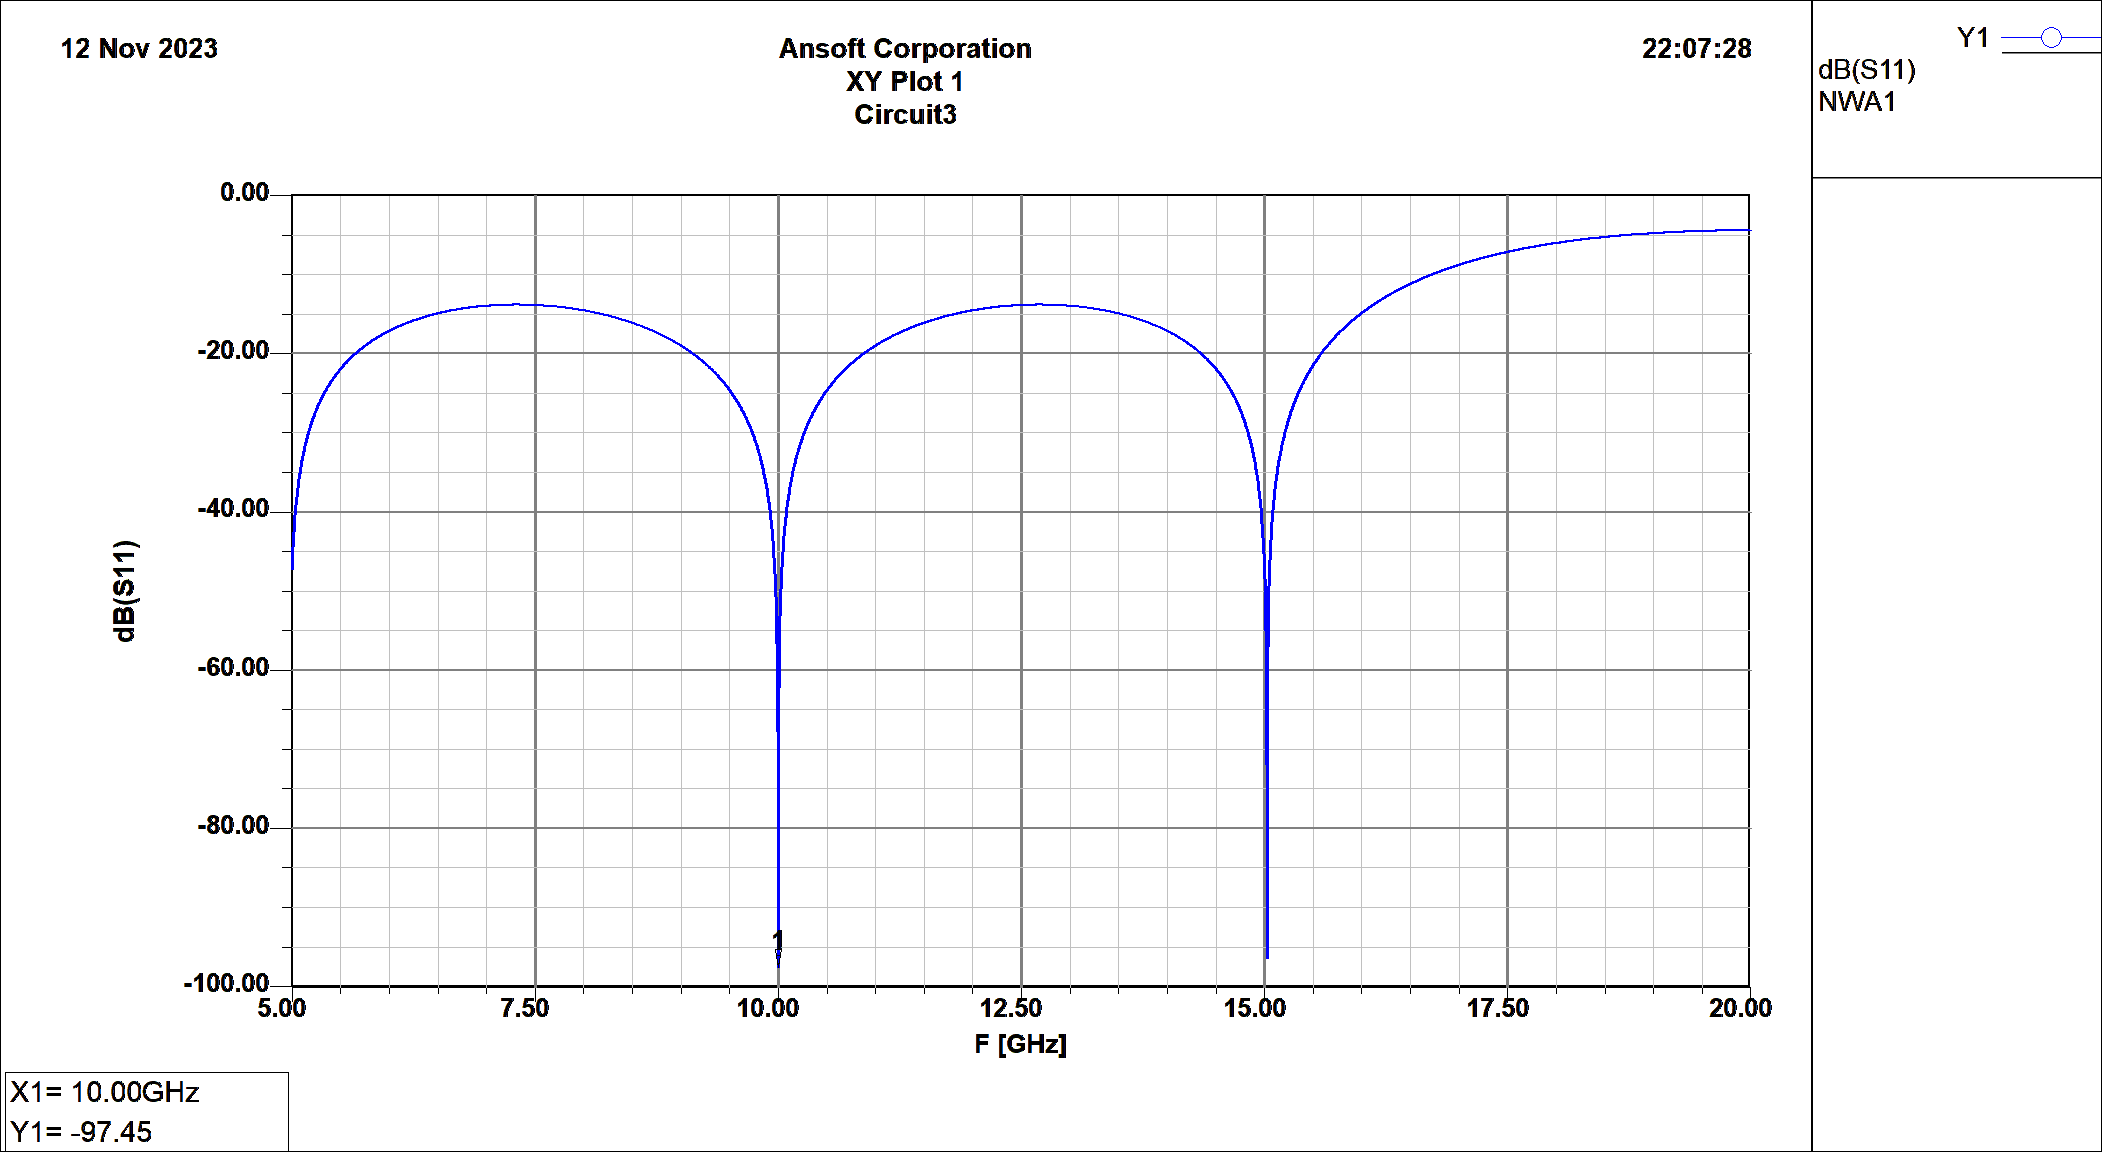 12 Nov 2023
Ansoft Corporation
22:07:28
XY Plot 1
Circuit3
Y1
dB(S11)
NWA1
0.00
-20.00
-40.00
-60.00
-80.00
-100.00
dB(S11)
1
5.00
7.50
10.00
12.50
15.00
17.50
20.00
F [GHz]
X1= 10.00GHz
Y1= -97.45